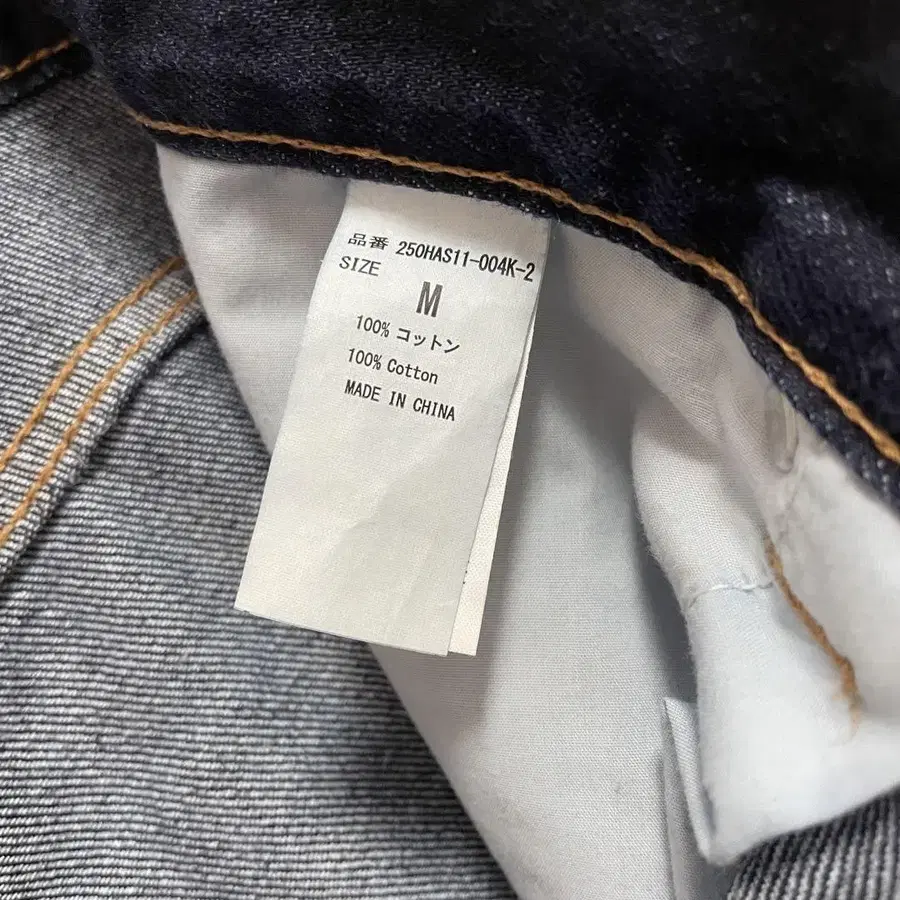 品番 250HAS11-004K-2
SIZE
M
100% コットン
100% Cotton
MADE IN CHINA